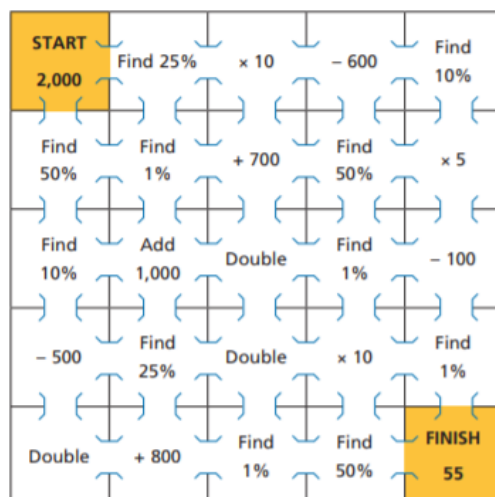 START
2,000
Find 25%
× 10
– 600
Find
10%
Find
50%
Find
1%
+ 700
Find
50%
× 5
Find
10%
Add
1,000
Double
Find
1%
– 100
– 500
Find
25%
Double
× 10
Find
1%
Double
+ 800
Find
1%
Find
50%
FINISH
55